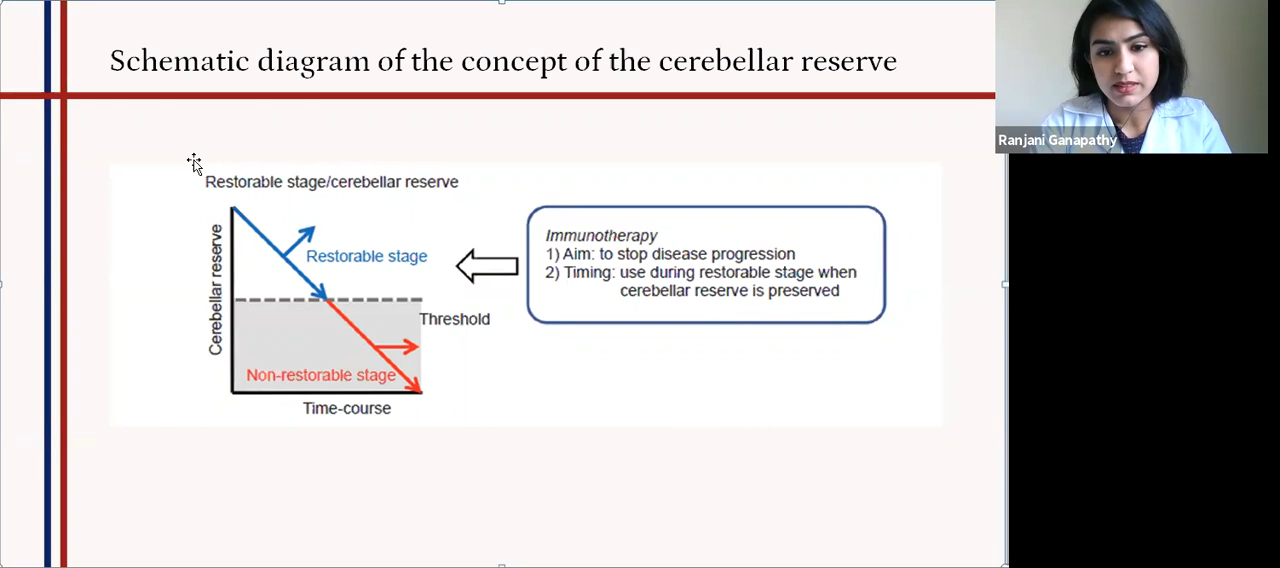 Schematic diagram of the concept of the cerebellar reserve
Ranjani Ganapathy
Restorable stage/cerebellar reserve
Cerebellar reserve
Restorable stage
Threshold
Non-restorable stage
Time-course
Immunotherapy
1) Aim: to stop disease progression
2) Timing: use during restorable stage when
cerebellar reserve is preserved